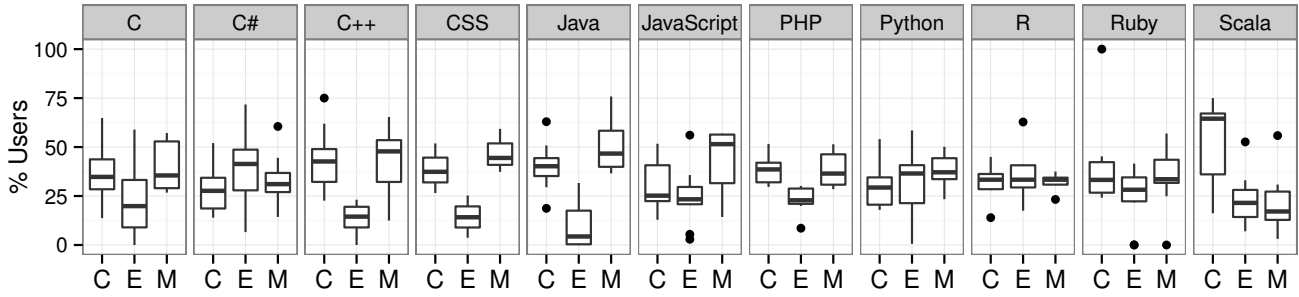 C C# C++ CSS Java JavaScript PHP Python R Ruby Scala
% Users
100
75
50
25
0
C E M C E M C E M C E M C E M C E M C E M C E M C E M C E M C E M